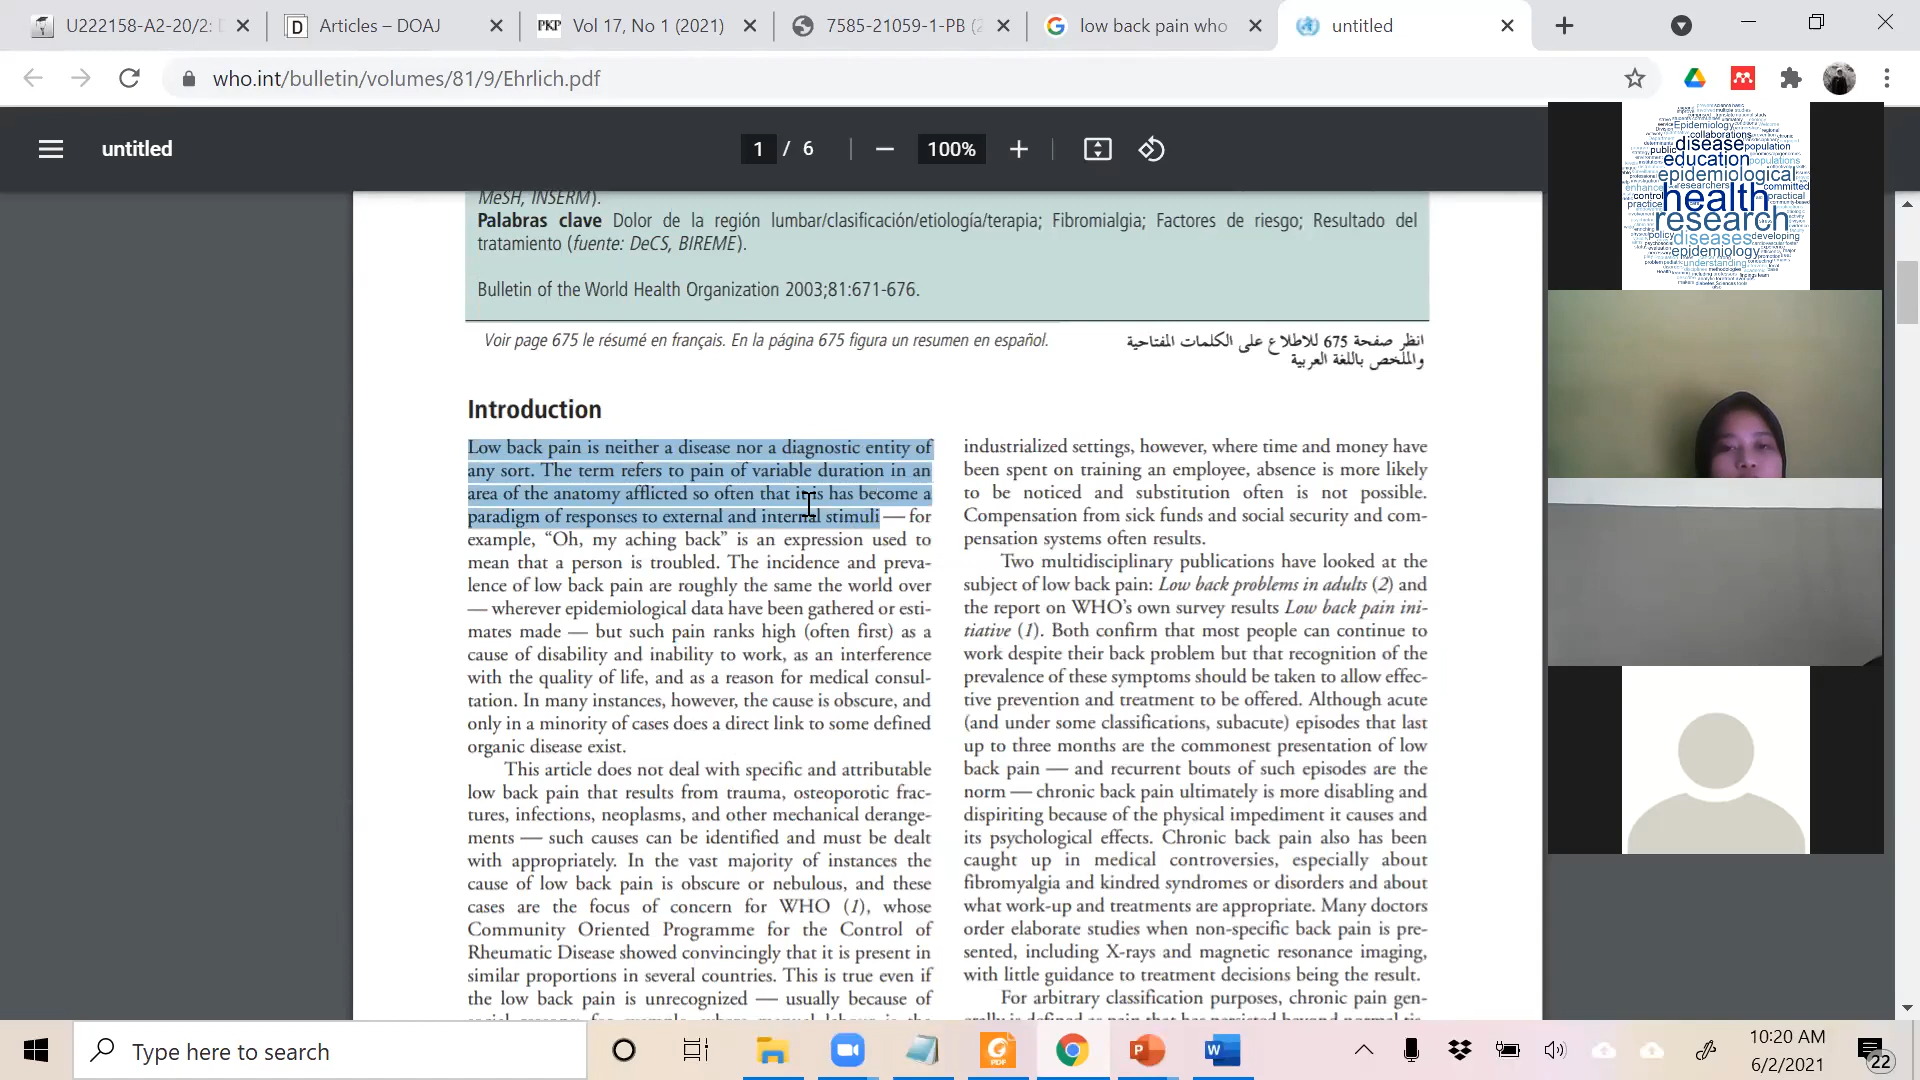 U222158-A2-20/2:
Articles – DOAJ
PKP Vol 17, No 1 (2021)
7585-21059-1-PB (2
low back pain who
untitled
who.int/bulletin/volumes/81/9/Ehrlich.pdf
untitled
1 / 6
100%
MeSH, INSERM).
Palabras clave Dolor de la región lumbar/clasificación/etiología/terapia; Fibromialgia; Factores de riesgo; Resultado del
tratamiento (fuente: DeCS, BIREME).
Bulletin of the World Health Organization 2003;81:671-676.
Voir page 675 le résumé en français. En la página 675 figura un resumen en español.
انظر صفحة 675 للاطلاع على الكلمات المفتاحية
والملخص باللغة العربية
Introduction
Low back pain is neither a disease nor a diagnostic entity of
any sort. The term refers to pain of variable duration in an
area of the anatomy afflicted so often that it is has become a
paradigm of responses to external and internal stimuli — for
example, “Oh, my aching back” is an expression used to
mean that a person is troubled. The incidence and preva-
lence of low back pain are roughly the same the world over
— wherever epidemiological data have been gathered or esti-
mates made — but such pain ranks high (often first) as a
cause of disability and inability to work, as an interference
with the quality of life, and as a reason for medical consul-
tation. In many instances, however, the cause is obscure, and
only in a minority of cases does a direct link to some defined
organic disease exist.
This article does not deal with specific and attributable
low back pain that results from trauma, osteoporotic frac-
tures, infections, neoplasms, and other mechanical derange-
ments — such causes can be identified and must be dealt
with appropriately. In the vast majority of instances the
cause of low back pain is obscure or nebulous, and these
cases are the focus of concern for WHO (1), whose
Community Oriented Programme for the Control of
Rheumatic Disease showed convincingly that it is present in
similar proportions in several countries. This is true even if
the low back pain is unrecognized — usually because of
industrialized settings, however, where time and money have
been spent on training an employee, absence is more likely
to be noticed and substitution often is not possible.
Compensation from sick funds and social security and com-
pensation systems often results.
Two multidisciplinary publications have looked at the
subject of low back pain: Low back problems in adults (2) and
the report on WHO’s own survey results Low back pain ini-
tiative (1). Both confirm that most people can continue to
work despite their back problem but that recognition of the
prevalence of these symptoms should be taken to allow effec-
tive prevention and treatment to be offered. Although acute
(and under some classifications, subacute) episodes that last
up to three months are the commonest presentation of low
back pain — and recurrent bouts of such episodes are the
norm — chronic back pain ultimately is more disabling and
dispiriting because of the physical impediment it causes and
its psychological effects. Chronic back pain also has been
caught up in medical controversies, especially about
fibromyalgia and kindred syndromes or disorders and about
what work-up and treatments are appropriate. Many doctors
order elaborate studies when non-specific back pain is pre-
sented, including X-rays and magnetic resonance imaging,
with little guidance to treatment decisions being the result.
For arbitrary classification purposes, chronic pain gen-
Epidemiology
collaborations
public disease population
education populations
epidemiological
enhance researchers committed
control health practical
practice
research
policy diseases developing
epidemiology
understanding
Type here to search
10:20 AM
6/2/2021
22